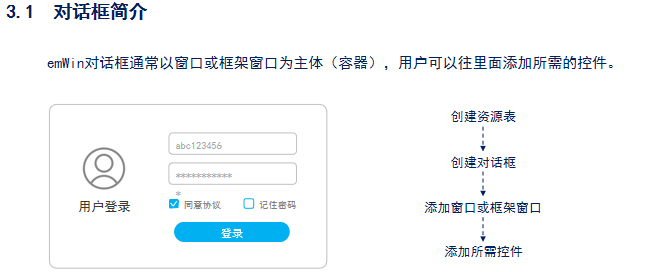 3.1 对话框简介
emWin对话框通常以窗口或框架窗口为主体（容器），用户可以往里面添加所需的控件。
abc123456
***********
*
用户登录
同意协议 记住密码
登录
创建资源表
创建对话框
添加窗口或框架窗口
添加所需控件